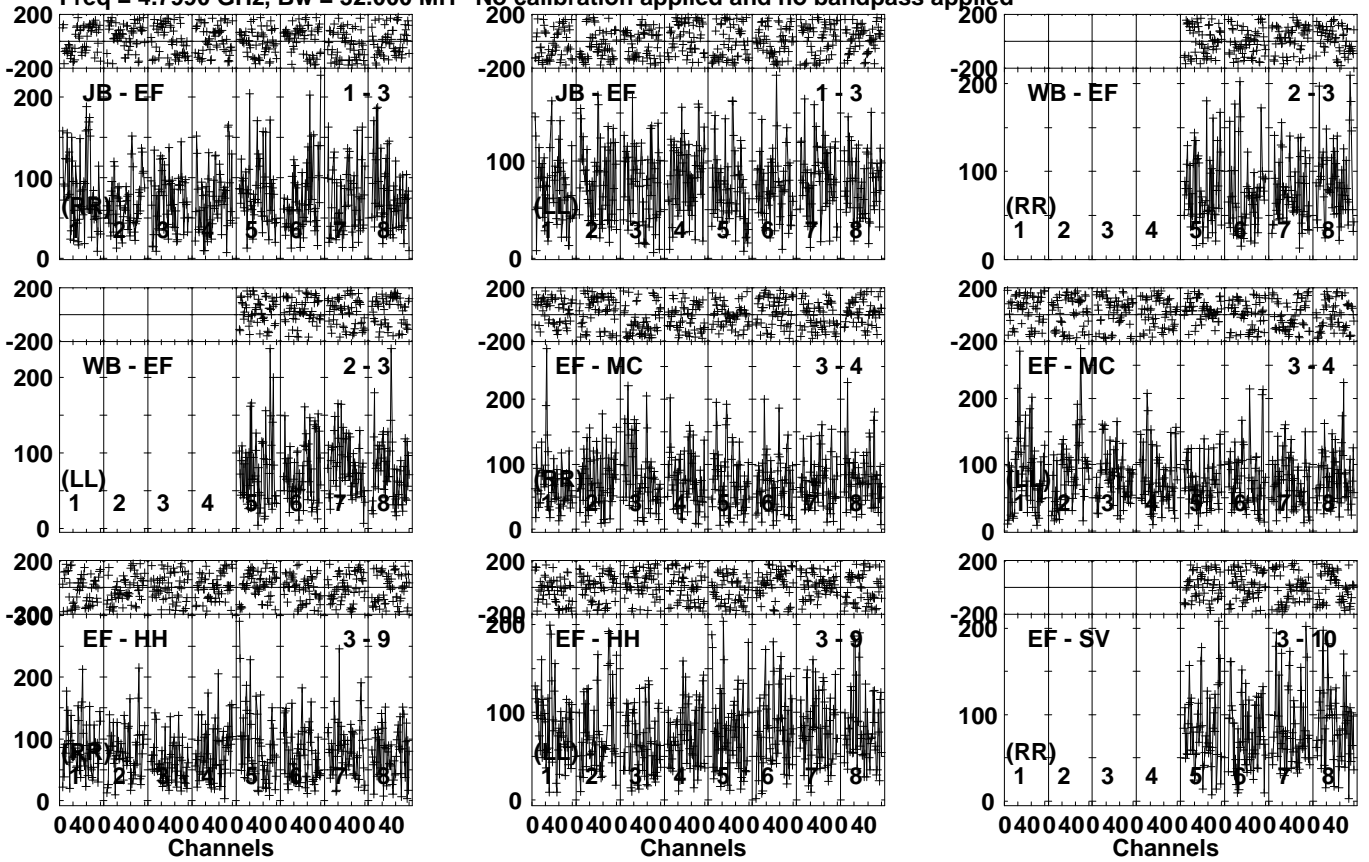 Freq = 4.7990 GHz, Bw = 32.000 MH No calibration applied and no bandpass applied
200 200 200
-200 -200 -200
JB - EF 1 - 3 JB - EF 1 - 3 WB - EF 2 - 3
200 200 200
100 100 100
(RR) (LL) (RR)
1 2 3 4 5 6 7 8 1 2 3 4 5 6 7 8 1 2 3 4 5 6 7 8
0 0 0
200 200 200
-200 -200 -200
WB - EF 2 - 3 EF - MC 3 - 4 EF - MC 3 - 4
200 200 200
100 100 100
(LL) (RR) (LL)
1 2 3 4 5 6 7 8 1 2 3 4 5 6 7 8 1 2 3 4 5 6 7 8
0 0 0
200 200 200
-200 -200 -200
300 200 200
EF - HH 3 - 9 EF - HH 3 - 9 EF - SV 3 - 10
200
100 100 100
(RR) (LL) (RR)
1 2 3 4 5 6 7 8 1 2 3 4 5 6 7 8 1 2 3 4 5 6 7 8
0 0 0
0 40 0 40 0 40 0 40 0 40 0 40 0 40 0 40 0 40 0 40 0 40 0 40 0 40 0 40 0 40 0 40 0 40 0 40 0 40 0 40 0 40 0 40 0 40 0 40
Channels Channels Channels